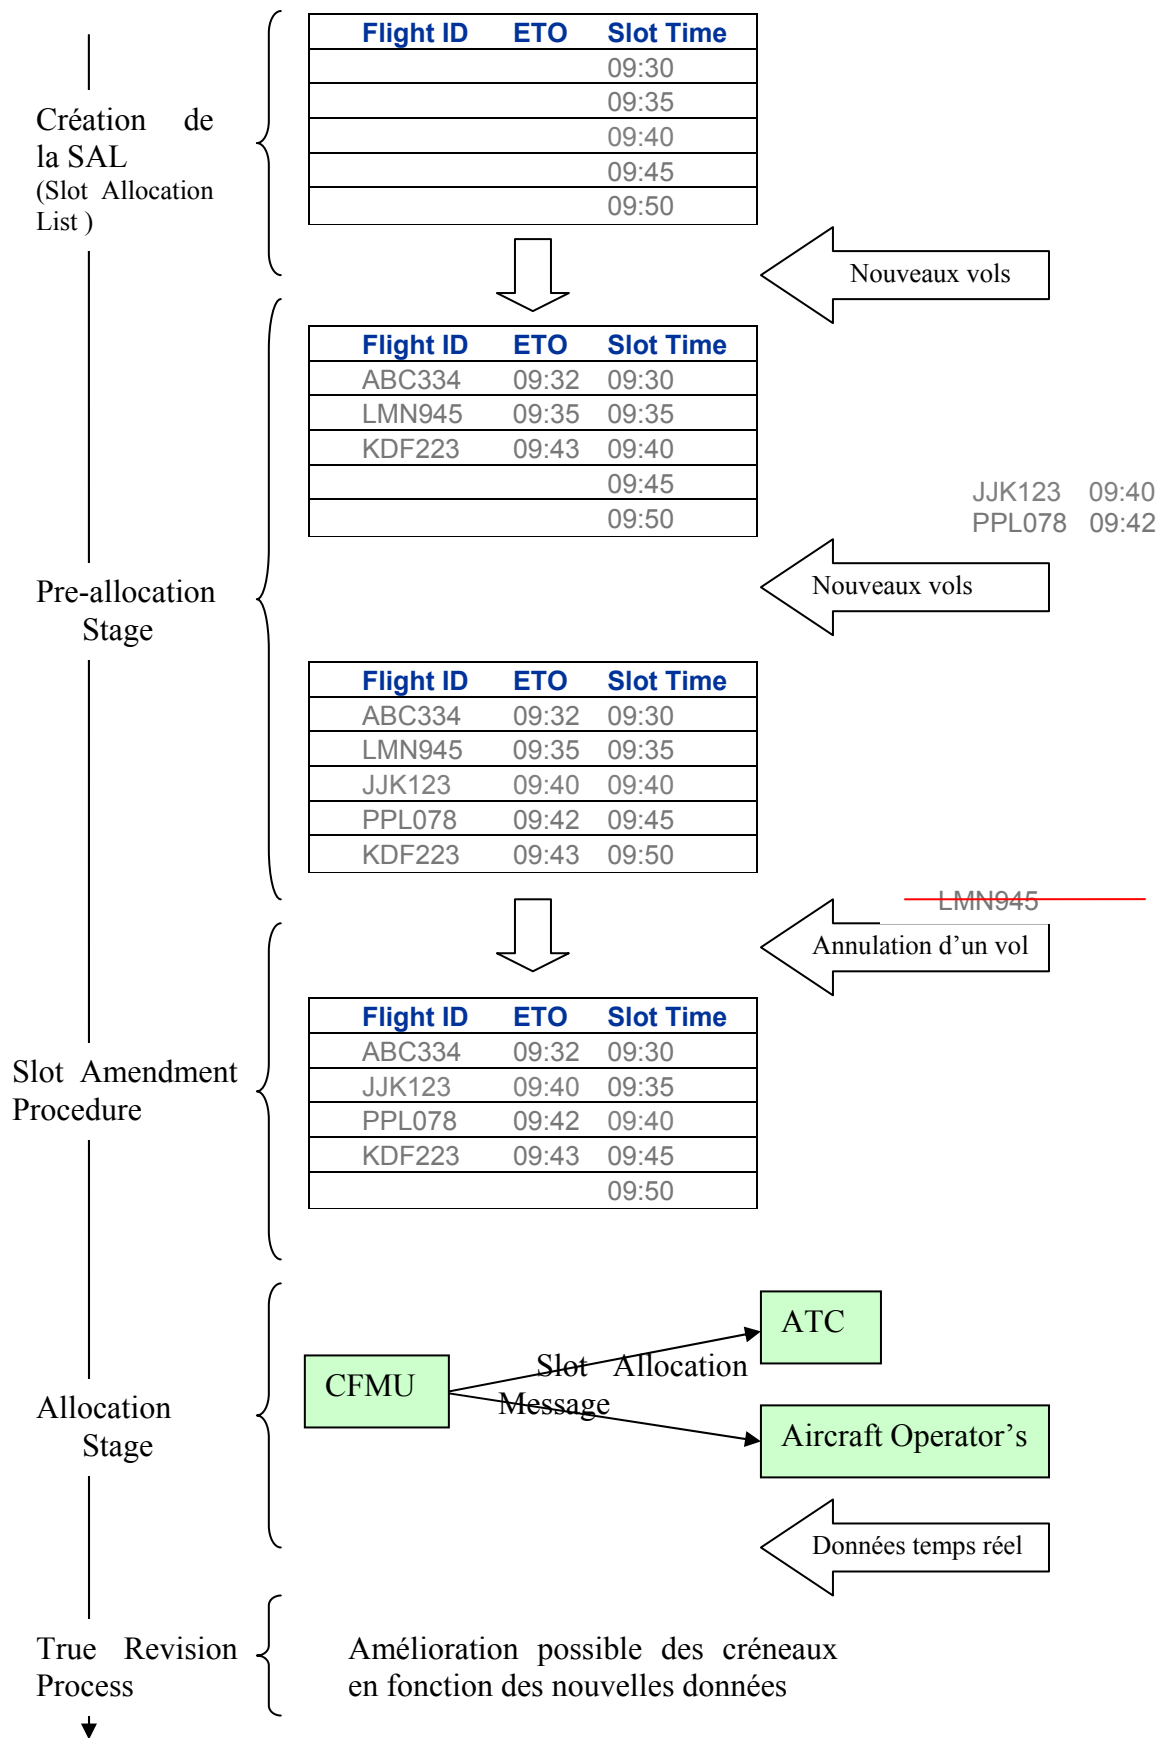 Flight ID ETO Slot Time
09:30
09:35
09:40
09:45
09:50
Création de
la SAL
(Slot Allocation
List )
Nouveaux vols
Flight ID ETO Slot Time
ABC334 09:32 09:30
LMN945 09:35 09:35
KDF223 09:43 09:40
09:45
09:50
JJK123 09:40
PPL078 09:42
Nouveaux vols
Pre-allocation
Stage
Flight ID ETO Slot Time
ABC334 09:32 09:30
LMN945 09:35 09:35
JJK123 09:40 09:40
PPL078 09:42 09:45
KDF223 09:43 09:50
LMN945
Annulation d’un vol
Flight ID ETO Slot Time
ABC334 09:32 09:30
JJK123 09:40 09:35
PPL078 09:42 09:40
KDF223 09:43 09:45
09:50
Slot Amendment
Procedure
Allocation
Stage
CFMU
Slot Allocation
Message
ATC
Aircraft Operator’s
Données temps réel
True Revision
Process
Amélioration possible des créneaux
en fonction des nouvelles données